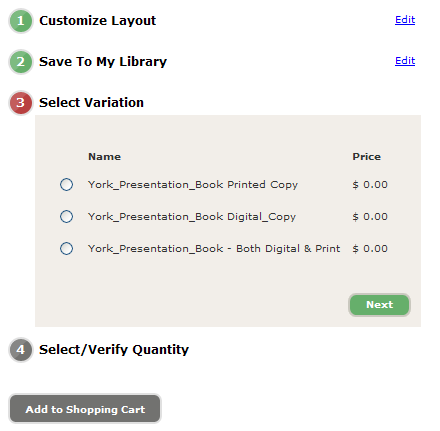 1 Customize Layout Edit
2 Save To My Library Edit
3 Select Variation
Name Price
York_Presentation_Book Printed Copy $ 0.00
York_Presentation_Book Digital_Copy $ 0.00
York_Presentation_Book - Both Digital & Print $ 0.00
Next
4 Select/Verify Quantity
Add to Shopping Cart